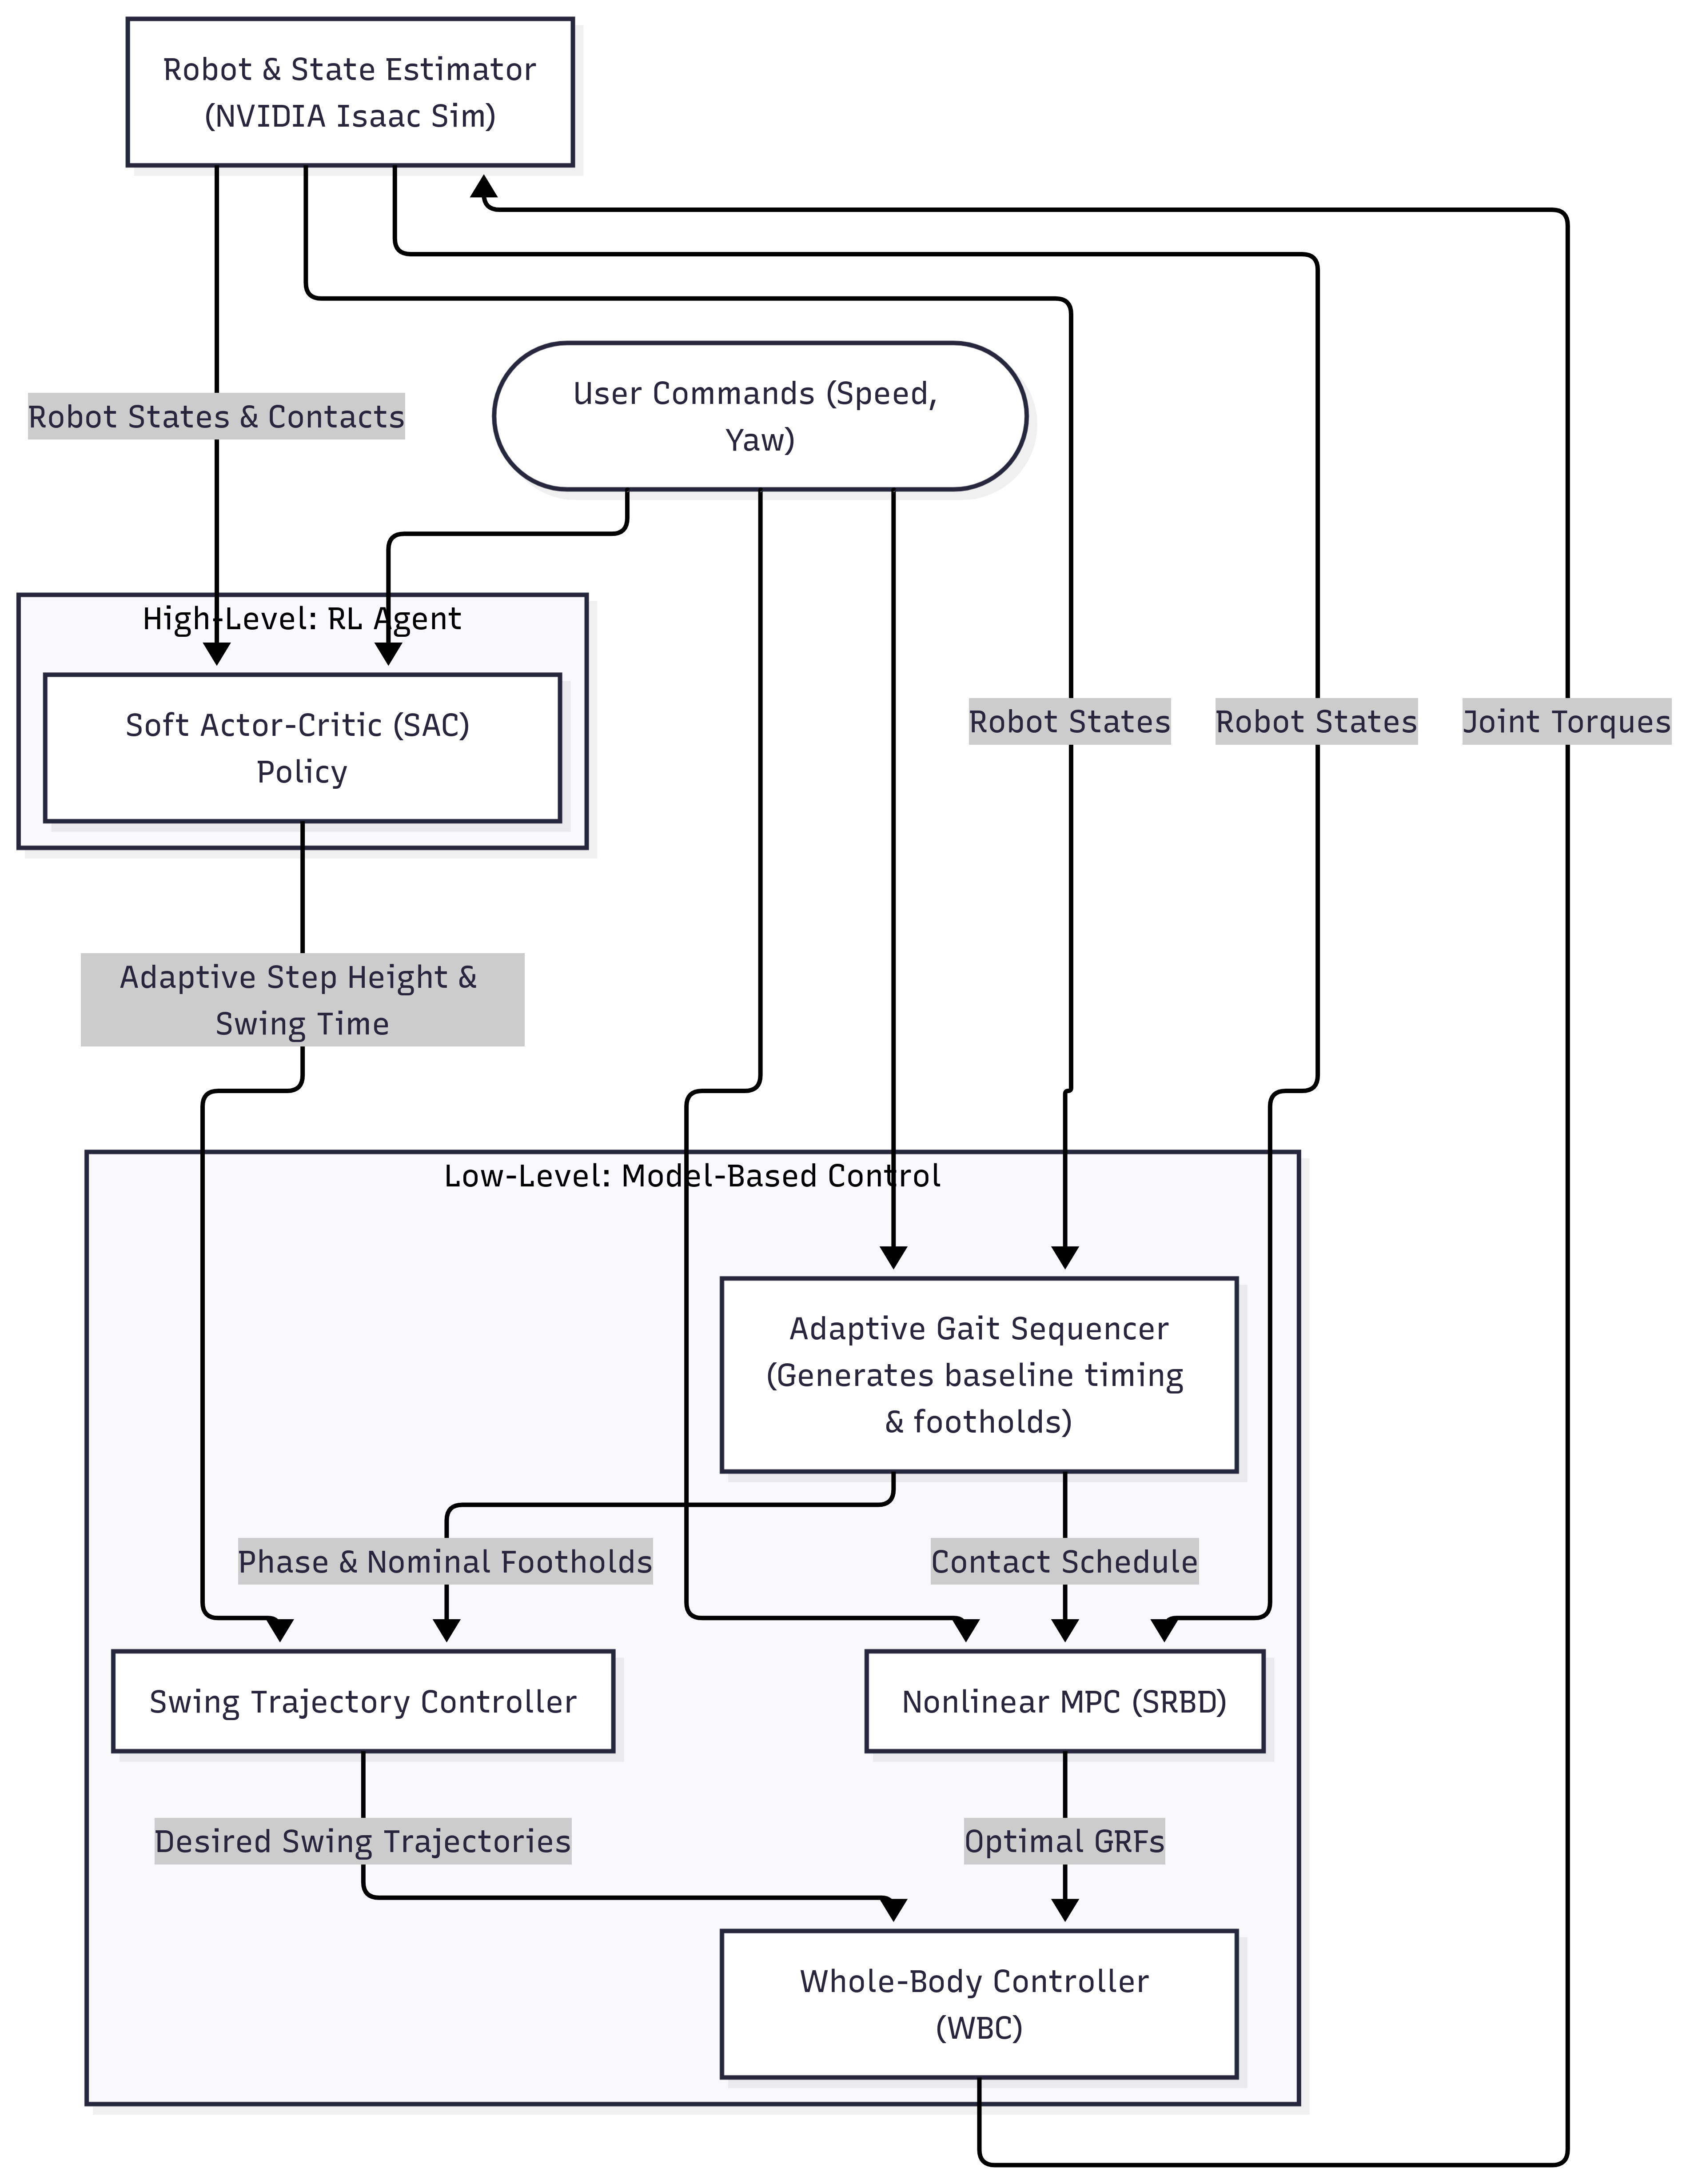 Robot & State Estimator
(NVIDIA Isaac Sim)
User Commands (Speed,
Yaw)
Robot States & Contacts
High-Level: RL Agent
Soft Actor-Critic (SAC)
Policy
Robot States
Robot States
Joint Torques
Adaptive Step Height &
Swing Time
Low-Level: Model-Based Control
Adaptive Gait Sequencer
(Generates baseline timing
& footholds)
Phase & Nominal Footholds
Contact Schedule
Swing Trajectory Controller
Nonlinear MPC (SRBD)
Desired Swing Trajectories
Optimal GRFs
Whole-Body Controller
(WBC)